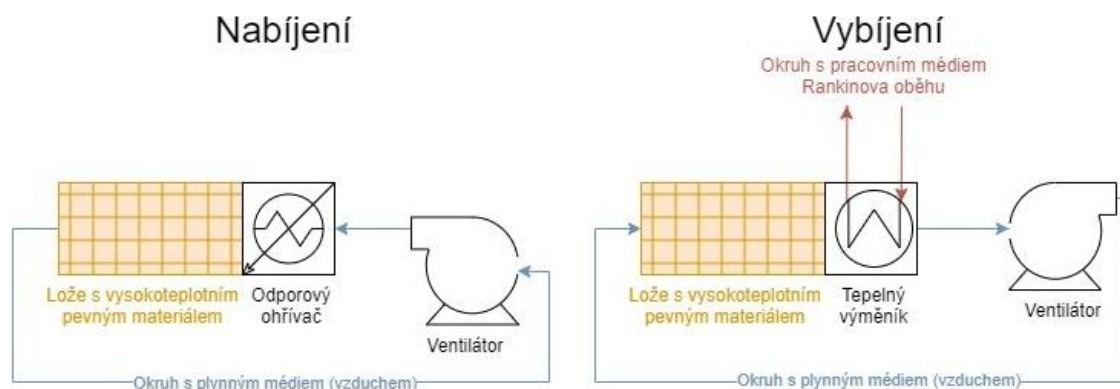 Nabíjení
Lože s vysokoteplotním
pevným materiálem
Odporový
ohřívač
Ventilátor
Okruh s plynným médiem (vzduchem)
Vybíjení
Okruh s pracovním médiem
Rankinova oběhu
Lože s vysokoteplotním
pevným materiálem
Tepelný
výměník
Ventilátor
Okruh s plynným médiem (vzduchem)